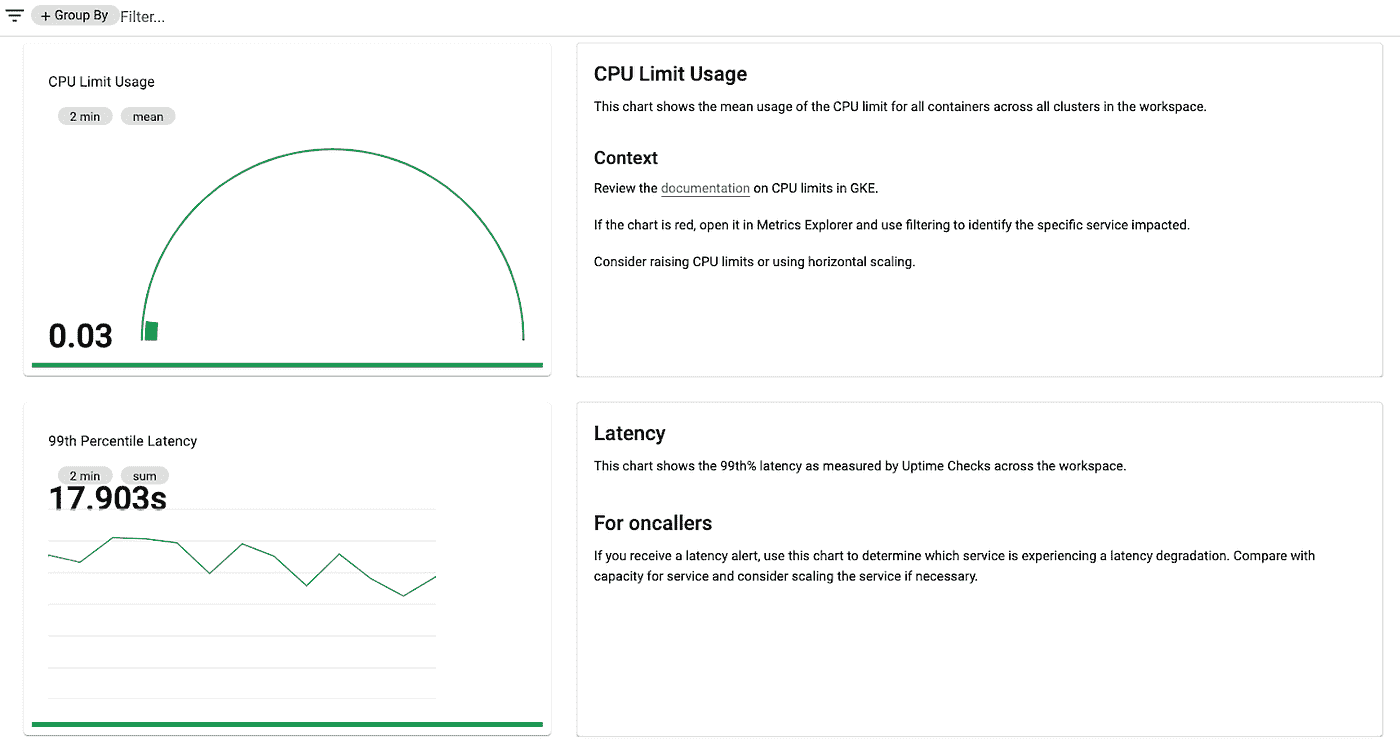 + Group By Filter...
CPU Limit Usage
2 min mean
0.03
CPU Limit Usage
This chart shows the mean usage of the CPU limit for all containers across all clusters in the workspace.
Context
Review the documentation on CPU limits in GKE.
If the chart is red, open it in Metrics Explorer and use filtering to identify the specific service impacted.
Consider raising CPU limits or using horizontal scaling.
99th Percentile Latency
2 min sum
17.903s
Latency
This chart shows the 99th% latency as measured by Uptime Checks across the workspace.
For oncallers
If you receive a latency alert, use this chart to determine which service is experiencing a latency degradation. Compare with
capacity for service and consider scaling the service if necessary.